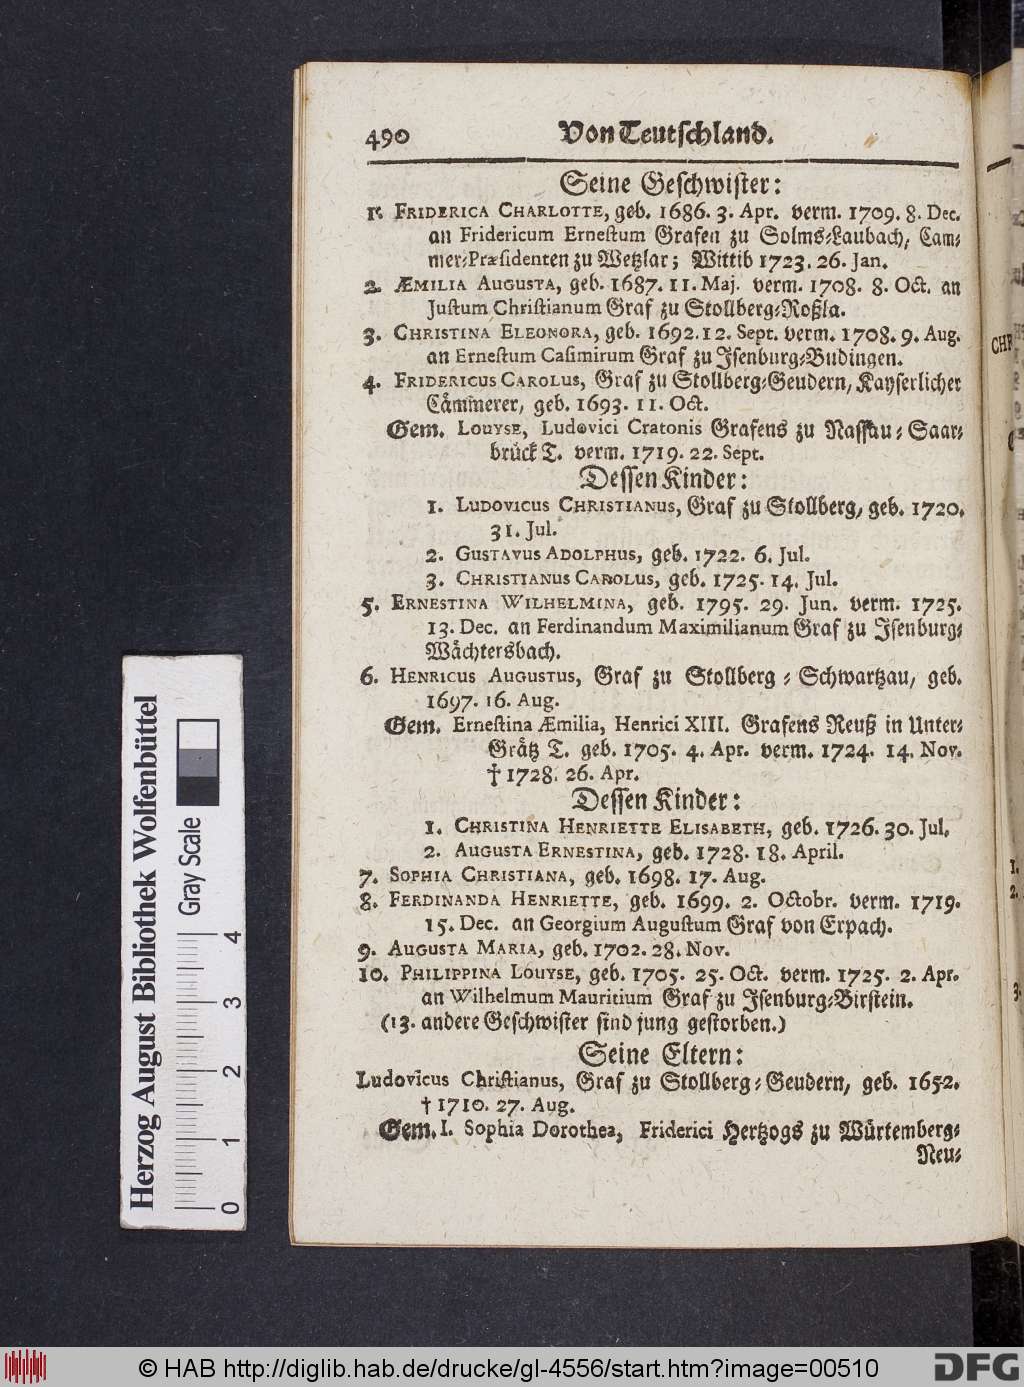 490 Von Teutſchland.
Seine Geſchwiſter:
1. FRIDERICA CHARLOTTE, geb. 1686. 3. Apr. verm. 1709. 8. Dec.
an Fridericum Erneſtum Grafen zu Solms-Laubach, Cam-
mer-Præſidenten zu Wetzlar; Wittib 1723. 26. Jan.
2. ÆMILIA AUGUSTA, geb. 1687. 11. Maj. verm. 1708. 8. Oct. an
Juſtum Chriſtianum Graf zu Stollberg-Roßla.
3. CHRISTINA ELEONORA, geb. 1692. 12. Sept. verm. 1708. 9. Aug.
an Erneſtum Caſimirum Graf zu Iſenburg-Budingen.
4. FRIDERICUS CAROLUS, Graf zu Stollberg-Geudern, Kayſerlicher
Cåm̃erer, geb. 1693. 11. Oct.
Gem. LOUYSE, Ludovici Cratonis Grafens zu Naſſau-Saar-
brůck T. verm. 1719. 22. Sept.
Deſſen Kinder:
1. LUDOVICUS CHRISTIANUS, Graf zu Stollberg, geb. 1720.
31. Jul.
2. GUSTAVUS ADOLPHUS, geb. 1722. 6. Jul.
3. CHRISTIANUS CAROLUS, geb. 1725. 14. Jul.
5. ERNESTINA WILHELMINA, geb. 1795. 29. Jun. verm. 1725.
13. Dec. an Ferdinandum Maximilianum Graf zu Iſenburg-
Wåchtersbach.
6. HENRICUS AUGUSTUS, Graf zu Stollberg-Schwartzau, geb.
1697. 16. Aug.
Gem. Erneſtina Æmilia, Henrici XIII. Grafens Reuß in Unter-
Gråtz T. geb. 1705. 4. Apr. verm. 1724. 14. Nov.
† 1728. 26. Apr.
Deſſen Kinder:
1. CHRISTINA HENRIETTE ELISABETH, geb. 1726. 30. Jul.
2. AUGUSTA ERNESTINA, geb. 1728. 18. April.
7. SOPHIA CHRISTIANA, geb. 1698. 17. Aug.
8. FERDINANDA HENRIETTE, geb. 1699. 2. Octobr. verm. 1719.
15. Dec. an Georgium Auguſtum Graf von Erpach.
9. AUGUSTA MARIA, geb. 1702. 28. Nov.
10. PHILIPPINA LOUYSE, geb. 1705. 25. Oct. verm. 1725. 2. Apr.
an Wilhelmum Mauritium Graf zu Iſenburg-Birſtein.
(13. andere Geſchwiſter ſind jung geſtorben.)
Seine Eltern:
Ludovicus Chriſtianus, Graf zu Stollberg-Geudern, geb. 1652.
† 1710. 27. Aug.
Gem. I. Sophia Dorothea, Friderici Hertzogs zu Würtemberg-
Neu-
Herzog August Bibliothek Wolfenbüttel
Gray Scale
0 1 2 3 4
CHR
1.
2.
3.
© HAB http://diglib.hab.de/drucke/gl-4556/start.htm?image=00510
DFG